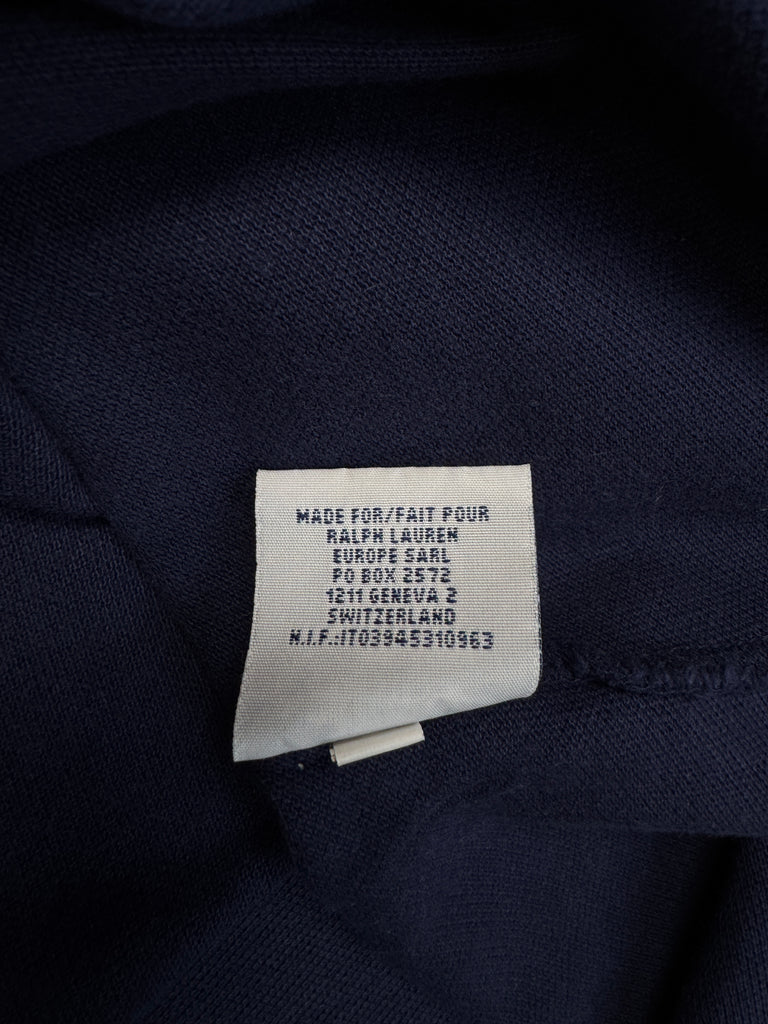 MADE FOR/FAIT POUR
RALPH LAUREN
EUROPE SARL
PO BOX 2572
1211 GENEVA 2
SWITZERLAND
N.I.F.:IT03945310963